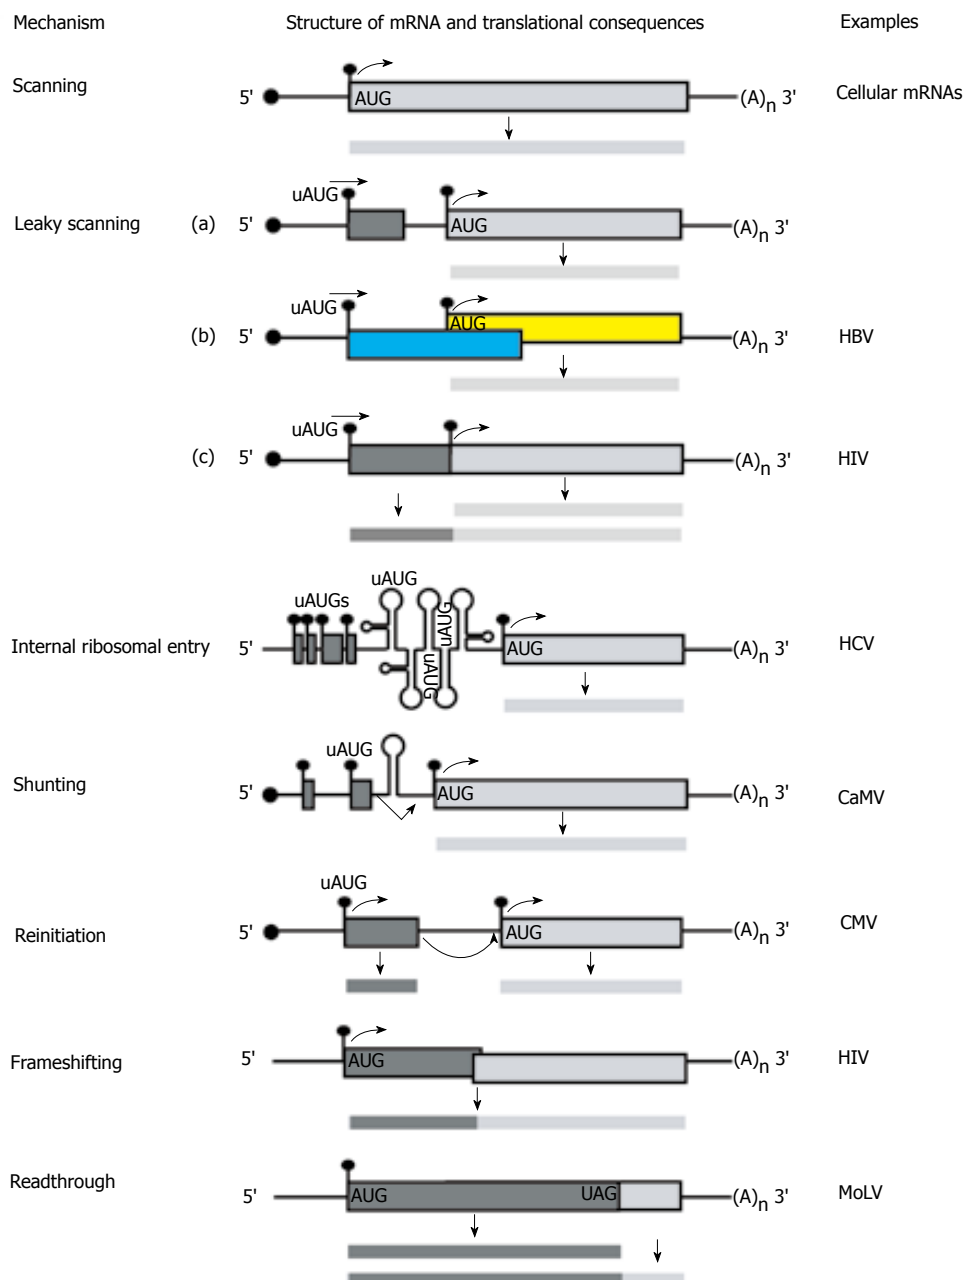 Mechanism Structure of mRNA and translational consequences Examples
Scanning 5' AUG (A)n 3' Cellular mRNAs
uAUG
Leaky scanning (a) 5' AUG (A)n 3'
uAUG
(b) 5' AUG (A)n 3' HBV
uAUG
(c) 5' (A)n 3' HIV
uAUG
uAUGs
Internal ribosomal entry 5' uAUG uAUG AUG (A)n 3' HCV
uAUG
Shunting 5' AUG (A)n 3' CaMV
uAUG
Reinitiation 5' AUG (A)n 3' CMV
Frameshifting 5' AUG (A)n 3' HIV
Readthrough 5' AUG UAG (A)n 3' MoLV